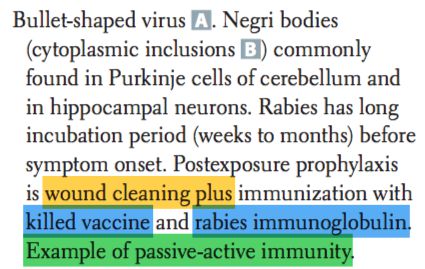 Bullet-shaped virus A. Negri bodies
(cytoplasmic inclusions B) commonly
found in Purkinje cells of cerebellum and
in hippocampal neurons. Rabies has long
incubation period (weeks to months) before
symptom onset. Postexposure prophylaxis
is wound cleaning plus immunization with
killed vaccine and rabies immunoglobulin.
Example of passive-active immunity.